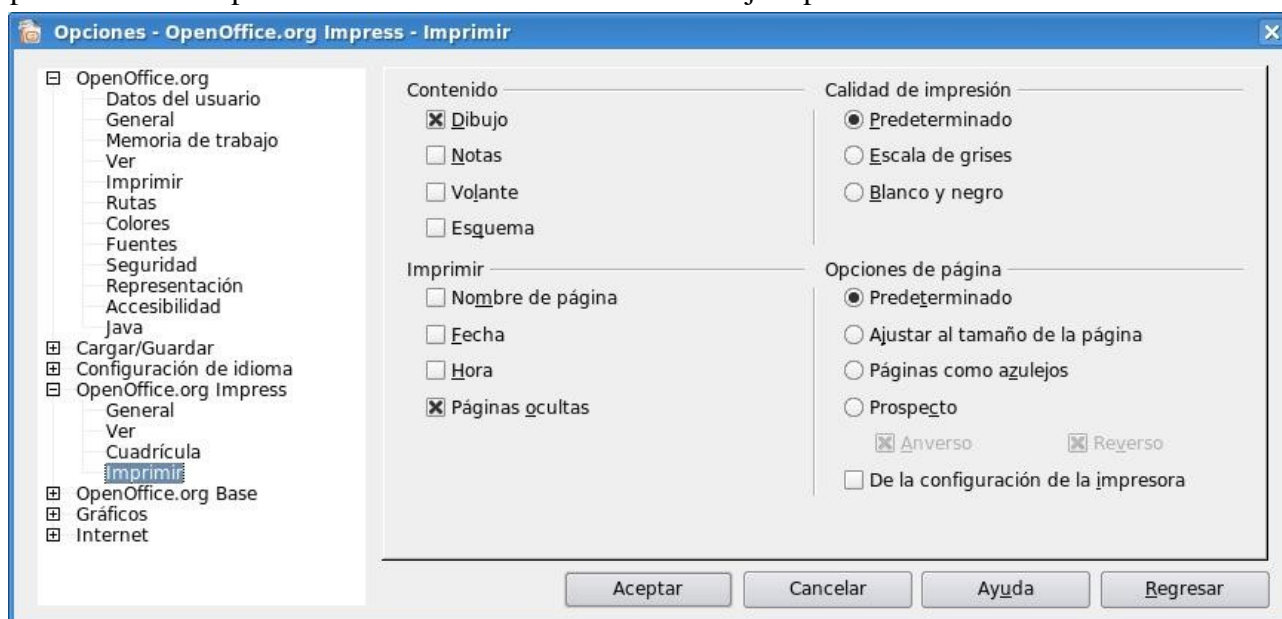 Opciones - OpenOffice.org Impress - Imprimir
OpenOffice.org
Datos del usuario
General
Memoria de trabajo
Ver
Imprimir
Rutas
Colores
Fuentes
Seguridad
Representación
Accesibilidad
Java
Cargar/Guardar
Configuración de idioma
OpenOffice.org Impress
General
Ver
Cuadrícula
Imprimir
OpenOffice.org Base
Gráficos
Internet
Contenido
Dibujo
Notas
Volante
Esquema
Imprimir
Nombre de página
Fecha
Hora
Páginas ocultas
Calidad de impresión
Predeterminado
Escala de grises
Blanco y negro
Opciones de página
Predeterminado
Ajustar al tamaño de la página
Páginas como azulejos
Prospecto
Anverso Reverso
De la configuración de la impresora
Aceptar Cancelar Ayuda Regresar